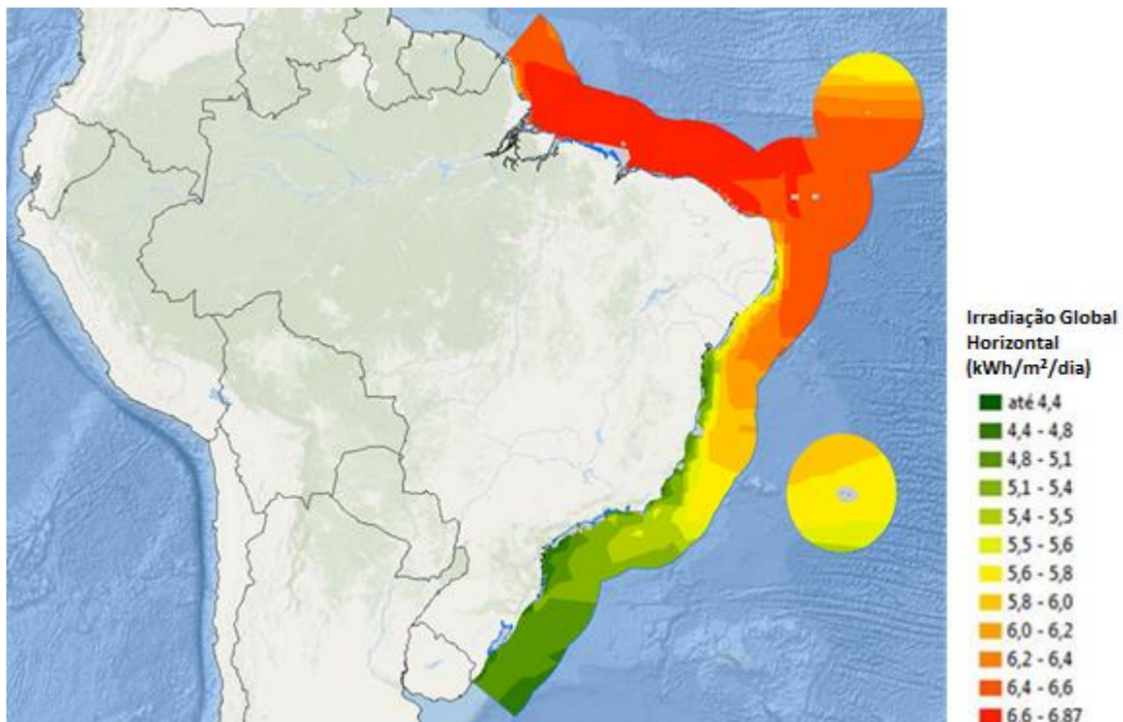 Irradiação Global
Horizontal
(kWh/m²/dia)
até 4,4
4,4 - 4,8
4,8 - 5,1
5,1 - 5,4
5,4 - 5,5
5,5 - 5,6
5,6 - 5,8
5,8 - 6,0
6,0 - 6,2
6,2 - 6,4
6,4 - 6,6
6,6 - 6,87